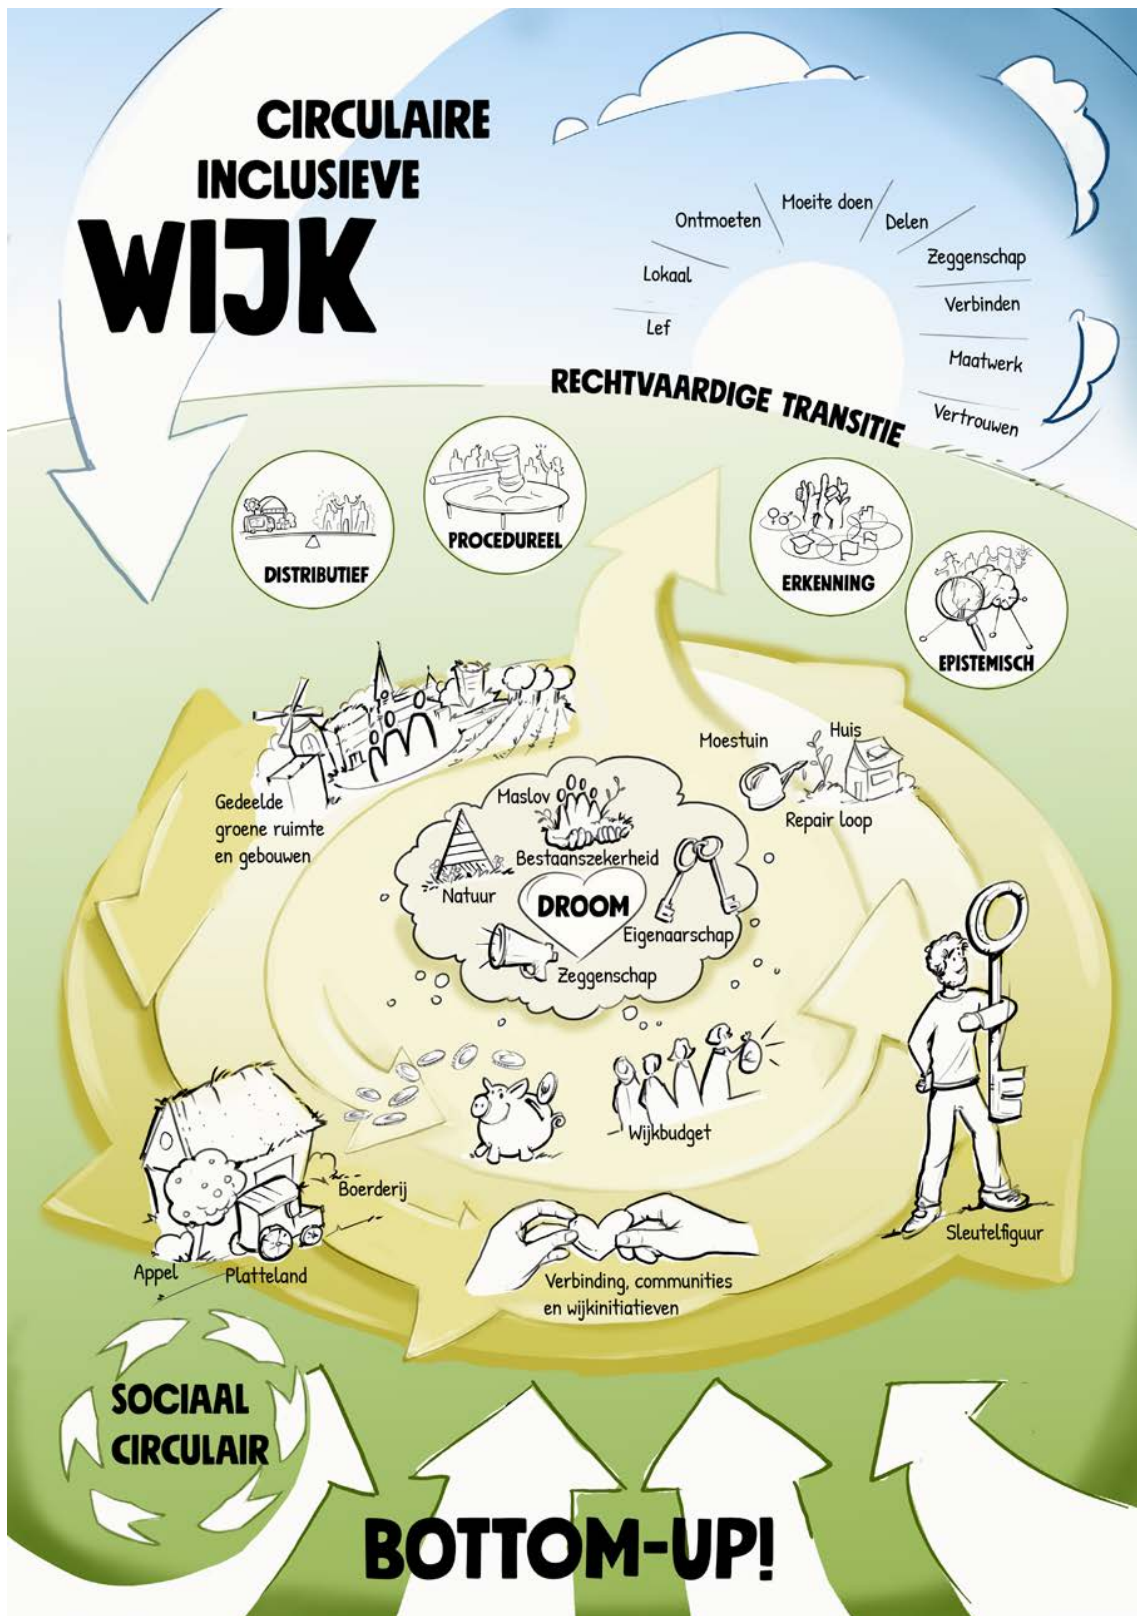 CIRCULAIRE
INCLUSIEVE
WIJK
Lef
Lokaal
Ontmoeten
Moeite doen
Delen
Zeggenschap
Verbinden
Maatwerk
Vertrouwen
RECHTVAARDIGE TRANSITIE
DISTRIBUTIEF
PROCEDUREEL
ERKENNING
EPISTEMISCH
Gedeelde
groene ruimte
en gebouwen
Moestuin
Huis
Repair loop
Maslov
Bestaanszekerheid
Natuur
DROOM
Eigenaarschap
Zeggenschap
Wijkbudget
Boerderij
Appel
Platteland
Sleutelfiguur
Verbinding, communities
en wijkinitiatieven
SOCIAAL
CIRCULAIR
BOTTOM-UP!